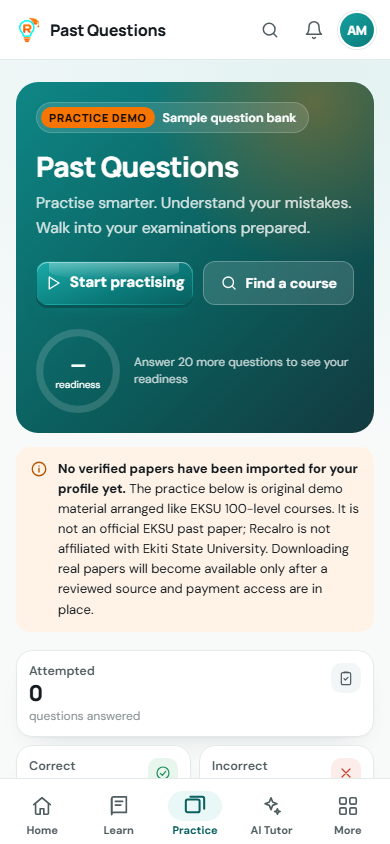 R
Past Questions
AM
PRACTICE DEMO Sample question bank
Past Questions
Practise smarter. Understand your mistakes.
Walk into your examinations prepared.
Start practising
Find a course
–
readiness
Answer 20 more questions to see your
readiness
No verified papers have been imported for your
profile yet. The practice below is original demo
material arranged like EKSU 100-level courses. It is
not an official EKSU past paper; Recalro is not
affiliated with Ekiti State University. Downloading
real papers will become available only after a
reviewed source and payment access are in
place.
Attempted
0
questions answered
Correct
Incorrect
Home
Learn
Practice
AI Tutor
More